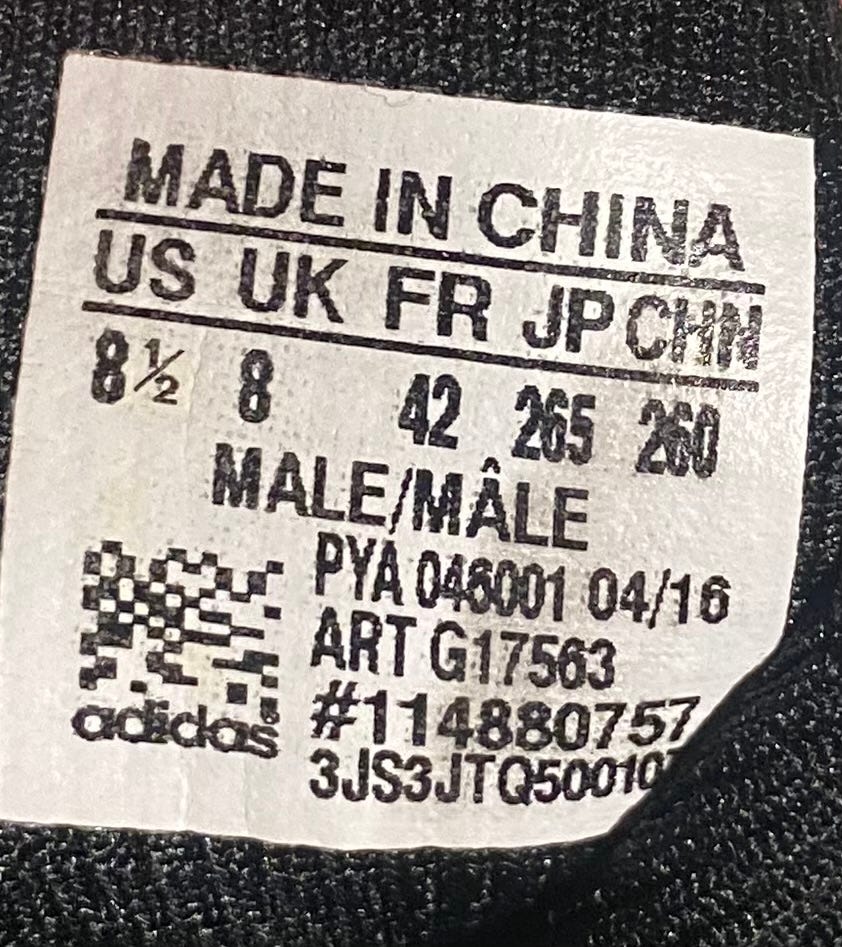 MADE IN CHINA
US UK FR JP CHN
8½ 8 42 265 260
MALE/MÂLE
PYA 046001 04/16
ART G17563
#114880757
adidas